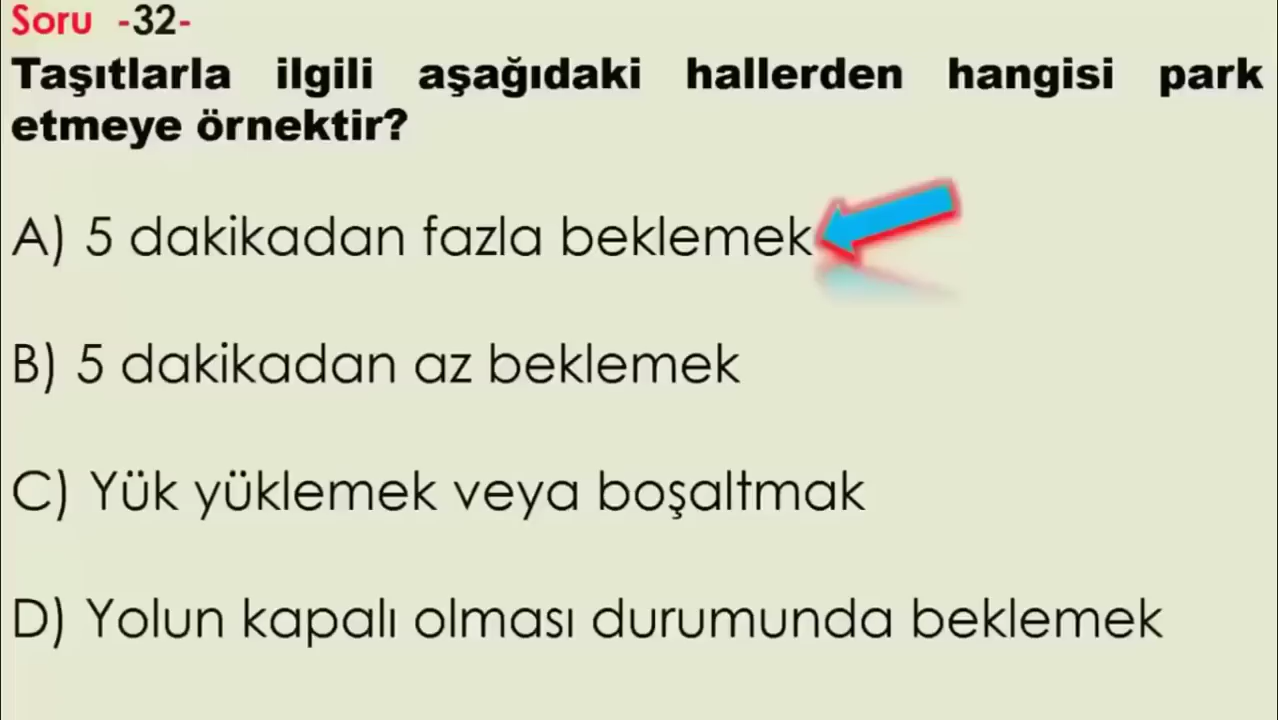 Soru -32-
Taşıtlarla ilgili aşağıdaki hallerden hangisi park
etmeye örnektir?
A) 5 dakikadan fazla beklemek
B) 5 dakikadan az beklemek
C) Yük yüklemek veya boşaltmak
D) Yolun kapalı olması durumunda beklemek